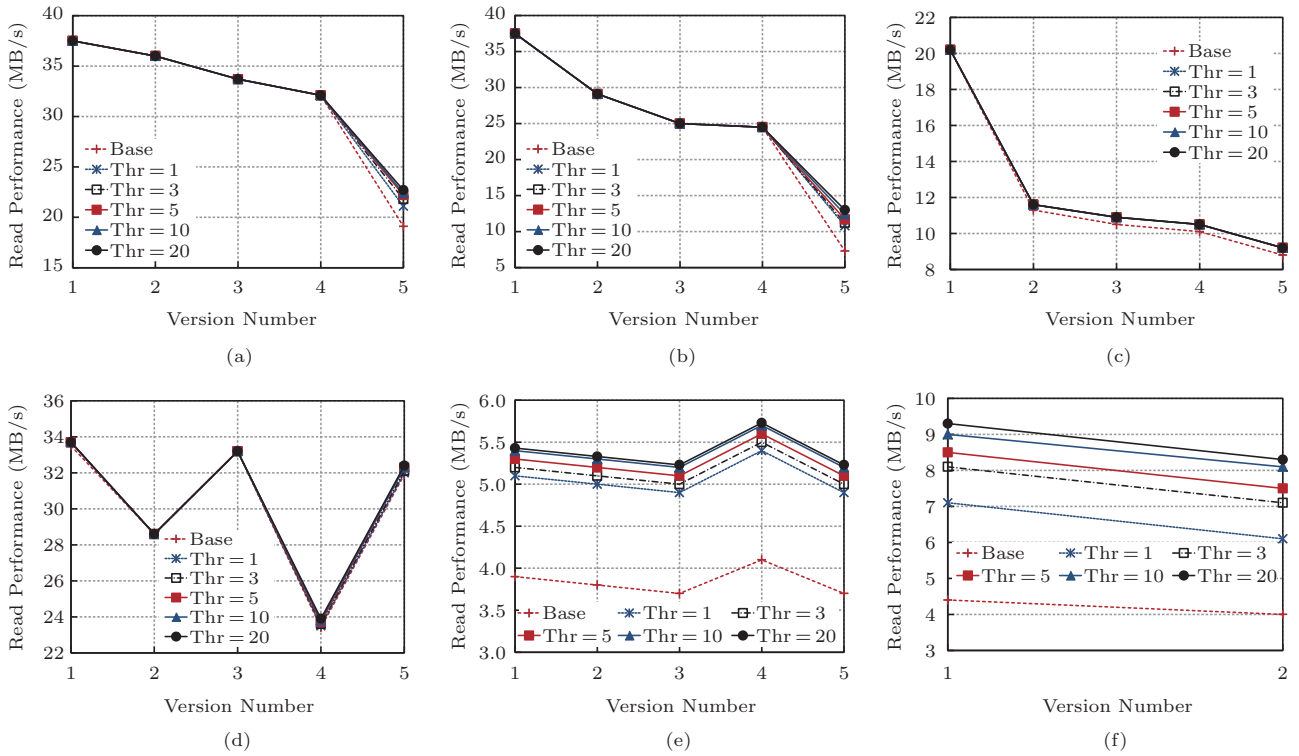 Read Performance (MB/s)
40
35
30
25
20
15
Base
Thr = 1
Thr = 3
Thr = 5
Thr = 10
Thr = 20
1 2 3 4 5
Version Number
(a)
Read Performance (MB/s)
40
35
30
25
20
15
10
5
Base
Thr = 1
Thr = 3
Thr = 5
Thr = 10
Thr = 20
1 2 3 4 5
Version Number
(b)
Read Performance (MB/s)
22
20
18
16
14
12
10
8
Base
Thr = 1
Thr = 3
Thr = 5
Thr = 10
Thr = 20
1 2 3 4 5
Version Number
(c)
Read Performance (MB/s)
36
34
32
30
28
26
24
22
Base
Thr = 1
Thr = 3
Thr = 5
Thr = 10
Thr = 20
1 2 3 4 5
Version Number
(d)
Read Performance (MB/s)
6.0
5.5
5.0
4.5
4.0
3.5
3.0
Base Thr = 1 Thr = 3
Thr = 5 Thr = 10 Thr = 20
1 2 3 4 5
Version Number
(e)
Read Performance (MB/s)
10
9
8
7
6
5
4
3
Base Thr = 1 Thr = 3
Thr = 5 Thr = 10 Thr = 20
1 2
Version Number
(f)